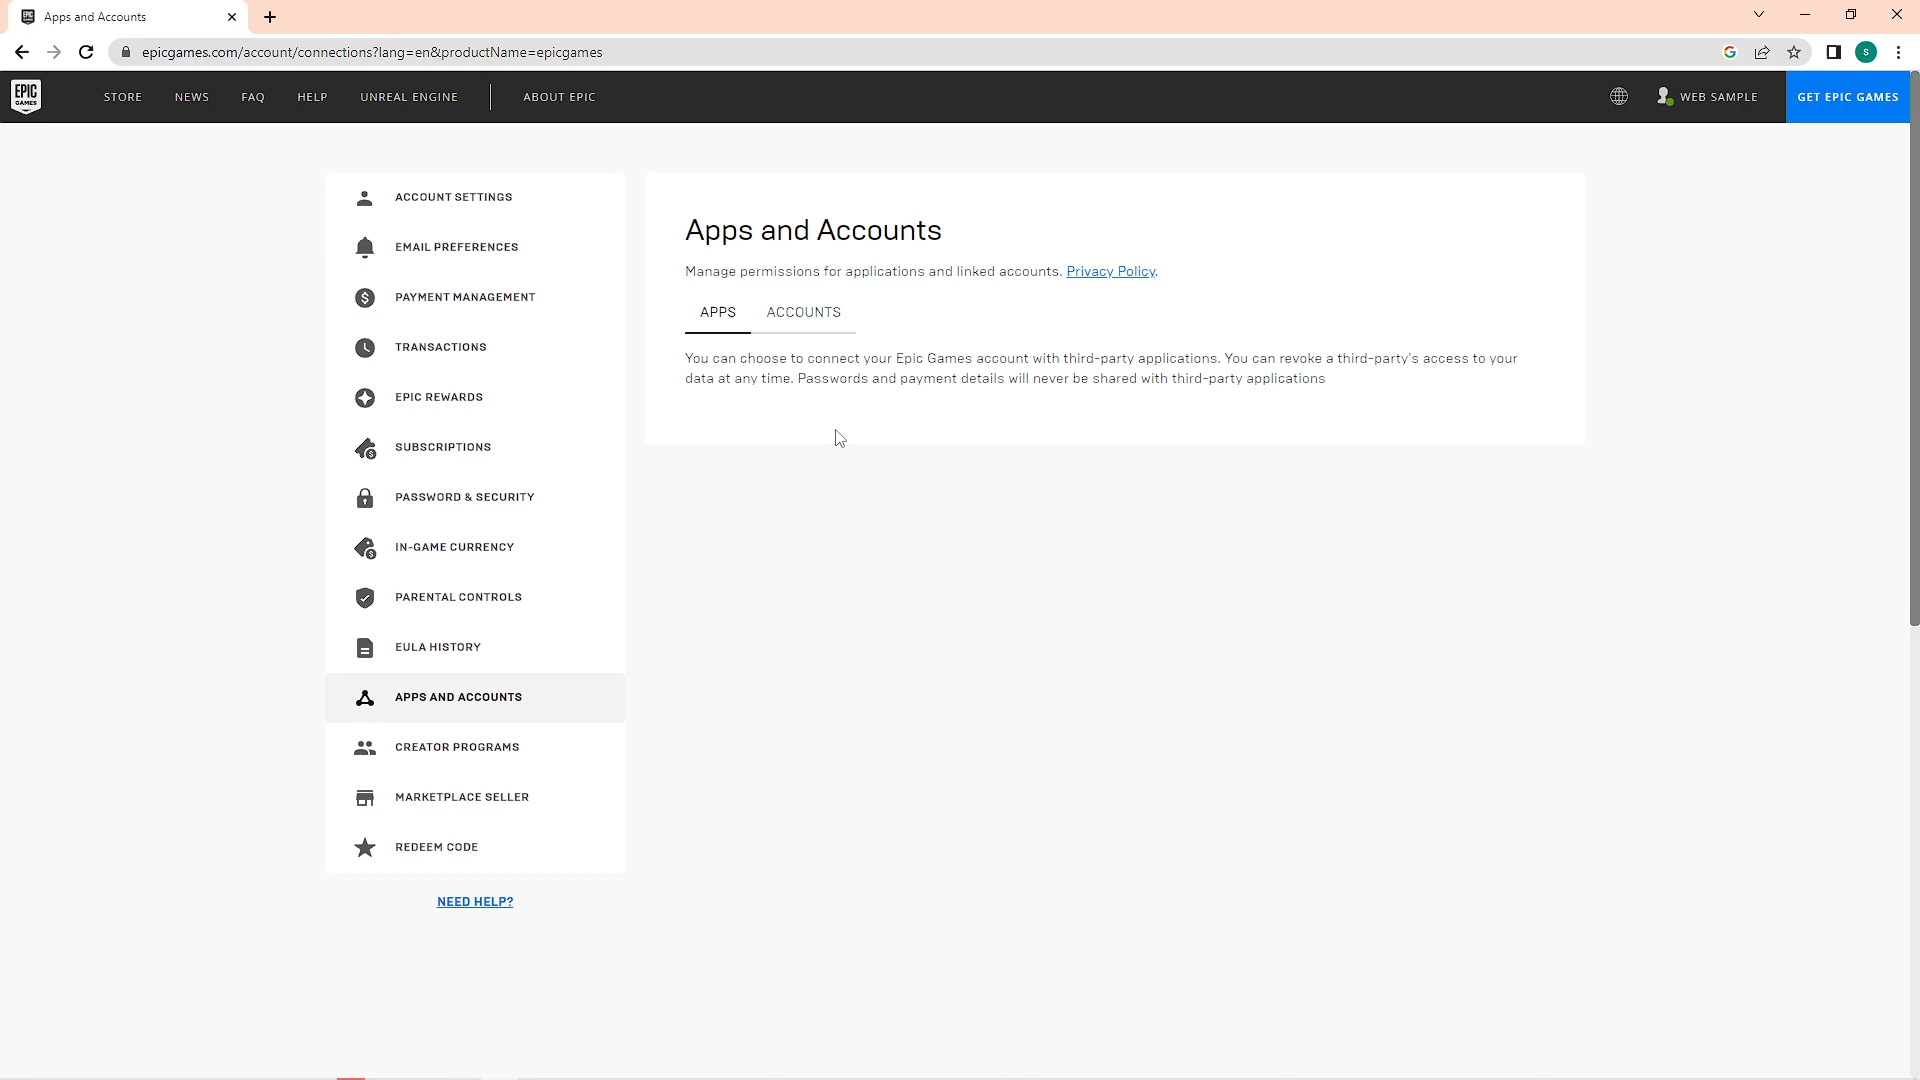 Apps and Accounts
epicgames.com/account/connections?lang=en&productName=epicgames
S
EPIC
GAMES
STORE
NEWS
FAQ
HELP
UNREAL ENGINE
ABOUT EPIC
WEB SAMPLE
GET EPIC GAMES
ACCOUNT SETTINGS
EMAIL PREFERENCES
PAYMENT MANAGEMENT
TRANSACTIONS
EPIC REWARDS
SUBSCRIPTIONS
PASSWORD & SECURITY
IN-GAME CURRENCY
PARENTAL CONTROLS
EULA HISTORY
APPS AND ACCOUNTS
CREATOR PROGRAMS
MARKETPLACE SELLER
REDEEM CODE
NEED HELP?
Apps and Accounts
Manage permissions for applications and linked accounts. Privacy Policy.
APPS
ACCOUNTS
You can choose to connect your Epic Games account with third-party applications. You can revoke a third-party's access to your
data at any time. Passwords and payment details will never be shared with third-party applications